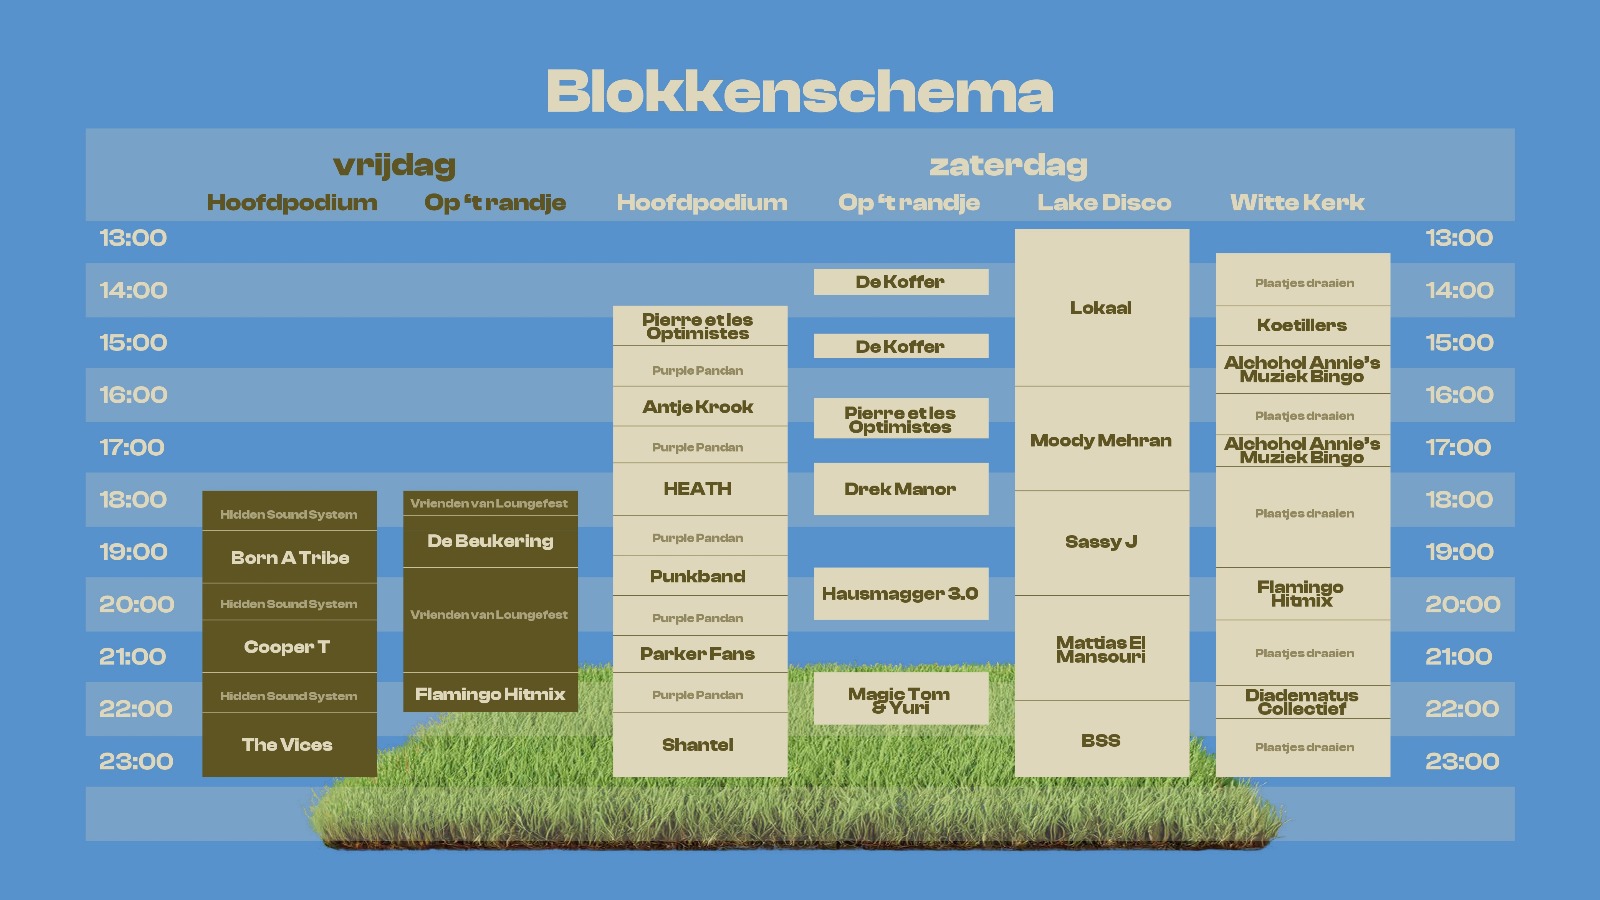 Blokkenschema
vrijdag
zaterdag
Hoofdpodium
Op ‘t randje
Hoofdpodium
Op ‘t randje
Lake Disco
Witte Kerk
13:00
14:00
15:00
16:00
17:00
18:00
19:00
20:00
21:00
22:00
23:00
Hidden Sound System
Born A Tribe
Hidden Sound System
Cooper T
Hidden Sound System
The Vices
Vrienden van Loungefest
De Beukering
Vrienden van Loungefest
Flamingo Hitmix
Pierre et les
Optimistes
Purple Pandan
Antje Krook
Purple Pandan
HEATH
Purple Pandan
Punkband
Purple Pandan
Parker Fans
Purple Pandan
Shantel
De Koffer
De Koffer
Pierre et les
Optimistes
Drek Manor
Hausmagger 3.0
Magic Tom
& Yuri
Lokaal
Moody Mehran
Sassy J
Mattias El
Mansouri
BSS
Plaatjes draaien
Koetillers
Alchohol Annie’s
Muziek Bingo
Plaatjes draaien
Alchohol Annie’s
Muziek Bingo
Plaatjes draaien
Flamingo
Hitmix
Plaatjes draaien
Diadematus
Collectief
Plaatjes draaien
13:00
14:00
15:00
16:00
17:00
18:00
19:00
20:00
21:00
22:00
23:00